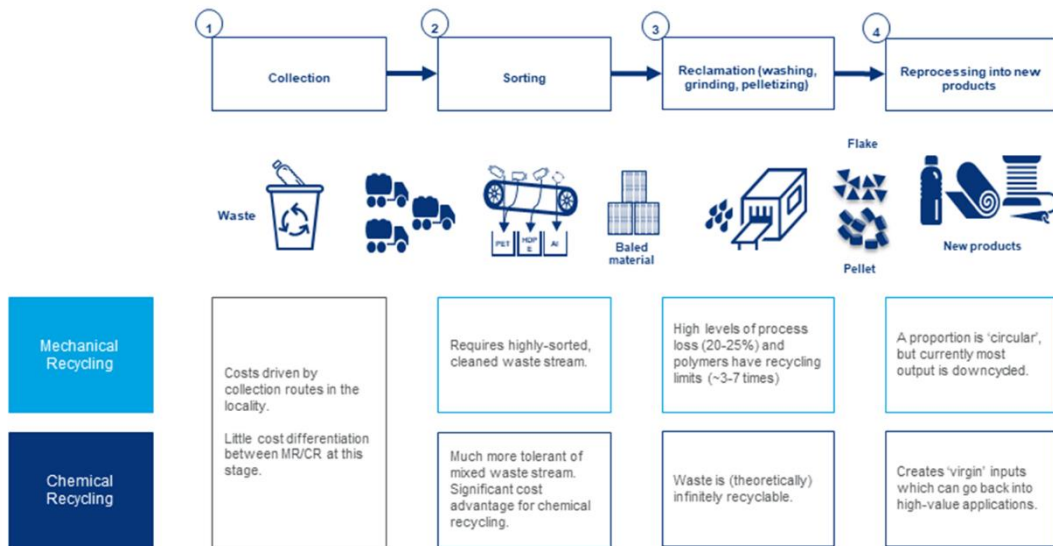 1
2
3
4
Collection
Sorting
Reclamation (washing,
grinding, pelletizing)
Reprocessing into new
products
Waste
PET
HDP
E
Al
Baled
material
Flake
Pellet
New products
Mechanical
Recycling
Costs driven by
collection routes in the
locality.
Little cost differentiation
between MR/CR at this
stage.
Requires highly-sorted,
cleaned waste stream.
High levels of process
loss (20-25%) and
polymers have recycling
limits (~3-7 times)
A proportion is ‘circular’,
but currently most
output is downcycled.
Chemical
Recycling
Much more tolerant of
mixed waste stream.
Significant cost
advantage for chemical
recycling.
Waste is (theoretically)
infinitely recyclable.
Creates ‘virgin’ inputs
which can go back into
high-value applications.